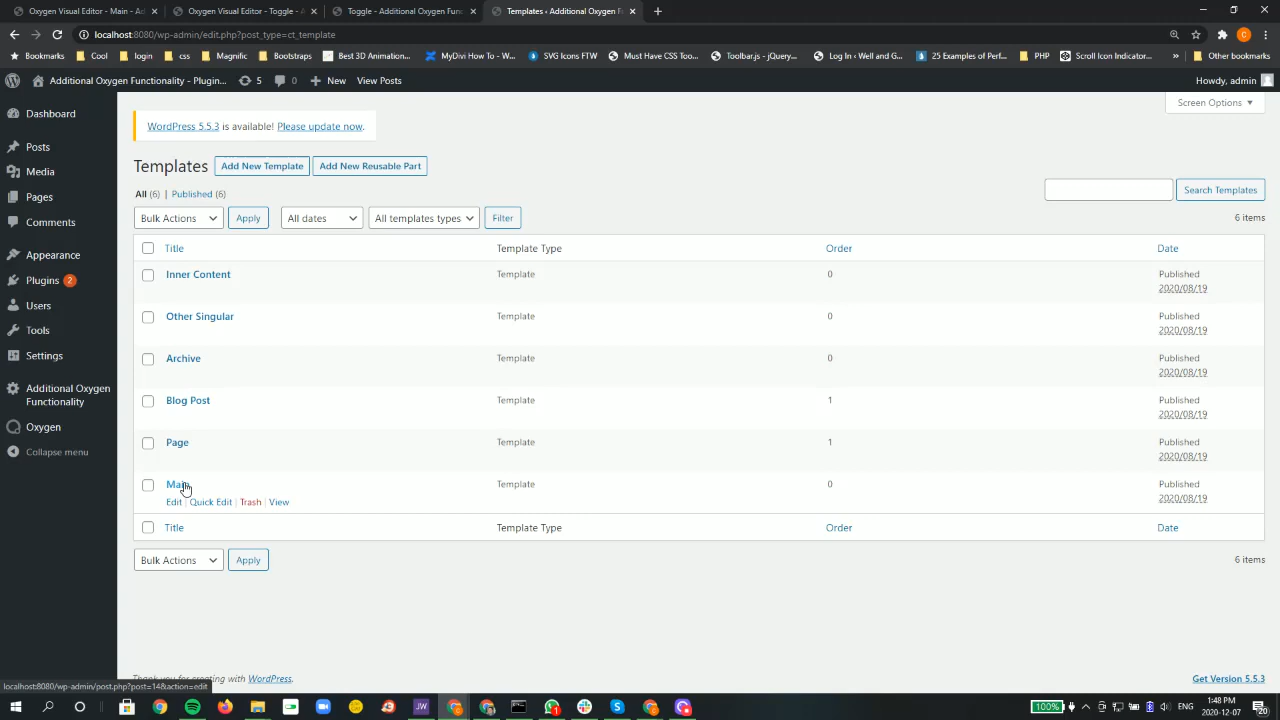 Oxygen Visual Editor - Main - Ad
Oxygen Visual Editor - Toggle - A
Toggle - Additional Oxygen Func
Templates - Additional Oxygen F
localhost:8080/wp-admin/edit.php?post_type=ct_template
Bookmarks
Cool
login
css
Magnific
Bootstraps
Best 3D Animation...
MyDivi How To - W...
SVG Icons FTW
Must Have CSS Too...
Toolbar.js - jQuery...
Log In ‹ Well and G...
25 Examples of Perf...
PHP
Scroll Icon Indicator...
»
Other bookmarks
Additional Oxygen Functionality - Plugin...
5
0
New
View Posts
Howdy, admin
Dashboard
Posts
Media
Pages
Comments
Appearance
Plugins 2
Users
Tools
Settings
Additional Oxygen
Functionality
Oxygen
Collapse menu
Screen Options
WordPress 5.5.3 is available! Please update now.
Templates
Add New Template
Add New Reusable Part
All (6) | Published (6)
Search Templates
Bulk Actions
Apply
All dates
All templates types
Filter
6 items
Title Template Type Order Date
Inner Content Template 0 Published
2020/08/19
Other Singular Template 0 Published
2020/08/19
Archive Template 0 Published
2020/08/19
Blog Post Template 1 Published
2020/08/19
Page Template 1 Published
2020/08/19
Main Template 0 Published
Edit | Quick Edit | Trash | View 2020/08/19
Title Template Type Order Date
Bulk Actions
Apply
6 items
Thank you for creating with WordPress.
Get Version 5.5.3
localhost:8080/wp-admin/post.php?post=14&action=edit
JW
100%
ENG
1:48 PM
2020-12-07